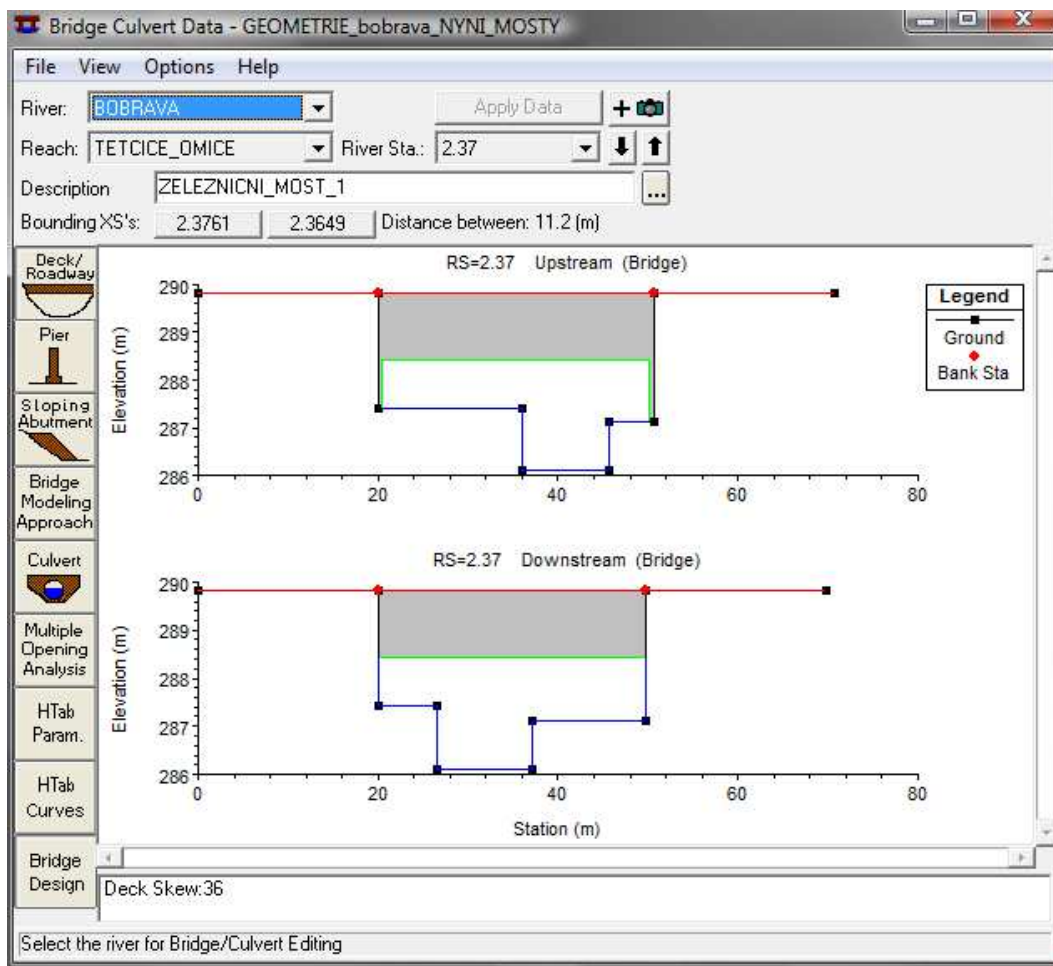 Bridge Culvert Data - GEOMETRIE_bobrava_NYNI_MOSTY
File View Options Help
River: BOBRAVA Apply Data
Reach: TETCICE_OMICE River Sta.: 2.37
Description ZELEZNICNI_MOST_1 ...
Bounding XS's: 2.3761 2.3649 Distance between: 11.2 (m)
Deck/
Roadway
Pier
Sloping
Abutment
Bridge
Modeling
Approach
Culvert
Multiple
Opening
Analysis
HTab
Param.
HTab
Curves
Bridge
Design
RS=2.37 Upstream (Bridge)
290
289
288
287
286
Elevation (m)
0 20 40 60 80
Legend
Ground
Bank Sta
RS=2.37 Downstream (Bridge)
290
289
288
287
286
Elevation (m)
0 20 40 60 80
Station (m)
Deck Skew:36
Select the river for Bridge/Culvert Editing